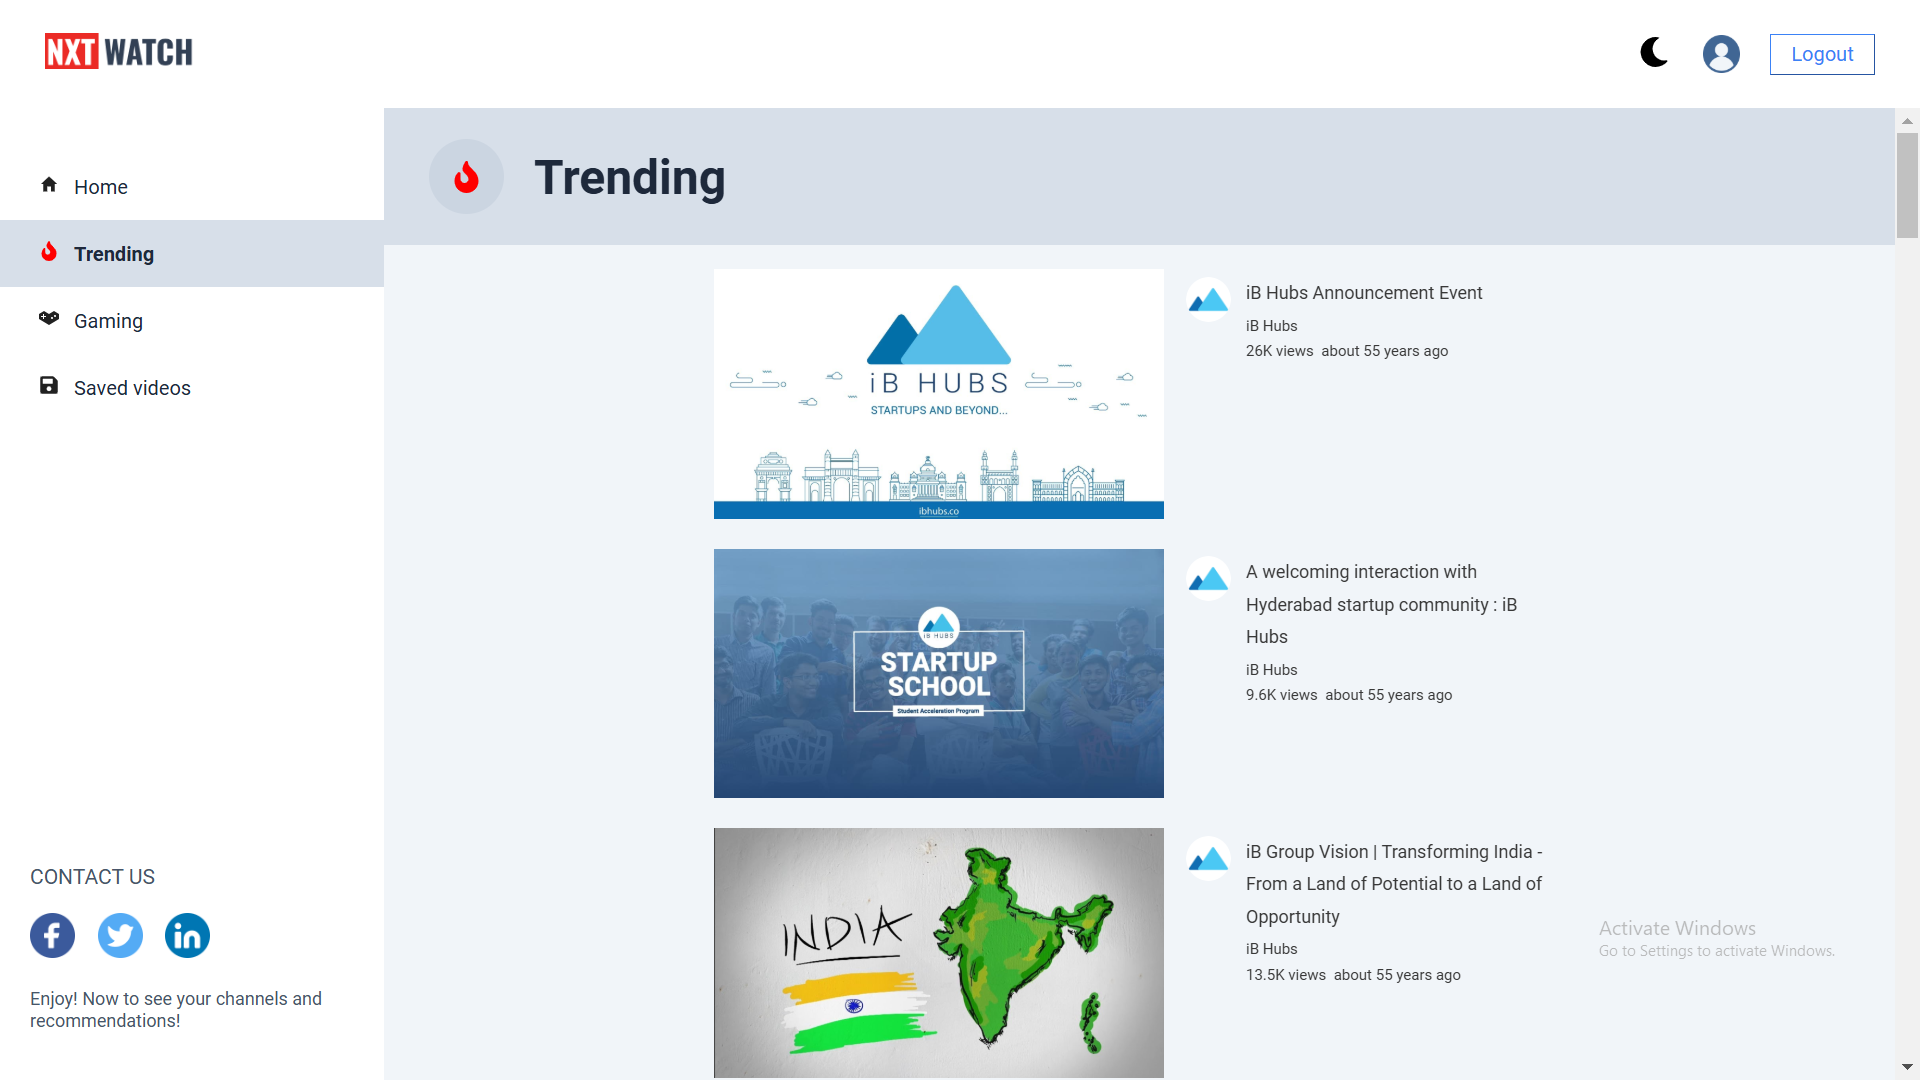 NXT WATCH
Logout
Home
Trending
Gaming
Saved videos
CONTACT US
Enjoy! Now to see your channels and
recommendations!
Trending
iB HUBS
STARTUPS AND BEYOND...
ibhubs.co
iB Hubs Announcement Event
iB Hubs
26K views about 55 years ago
iB HUBS
STARTUP
SCHOOL
Student Acceleration Program
A welcoming interaction with
Hyderabad startup community : iB
Hubs
iB Hubs
9.6K views about 55 years ago
INDIA
iB Group Vision | Transforming India -
From a Land of Potential to a Land of
Opportunity
iB Hubs
13.5K views about 55 years ago
Activate Windows
Go to Settings to activate Windows.